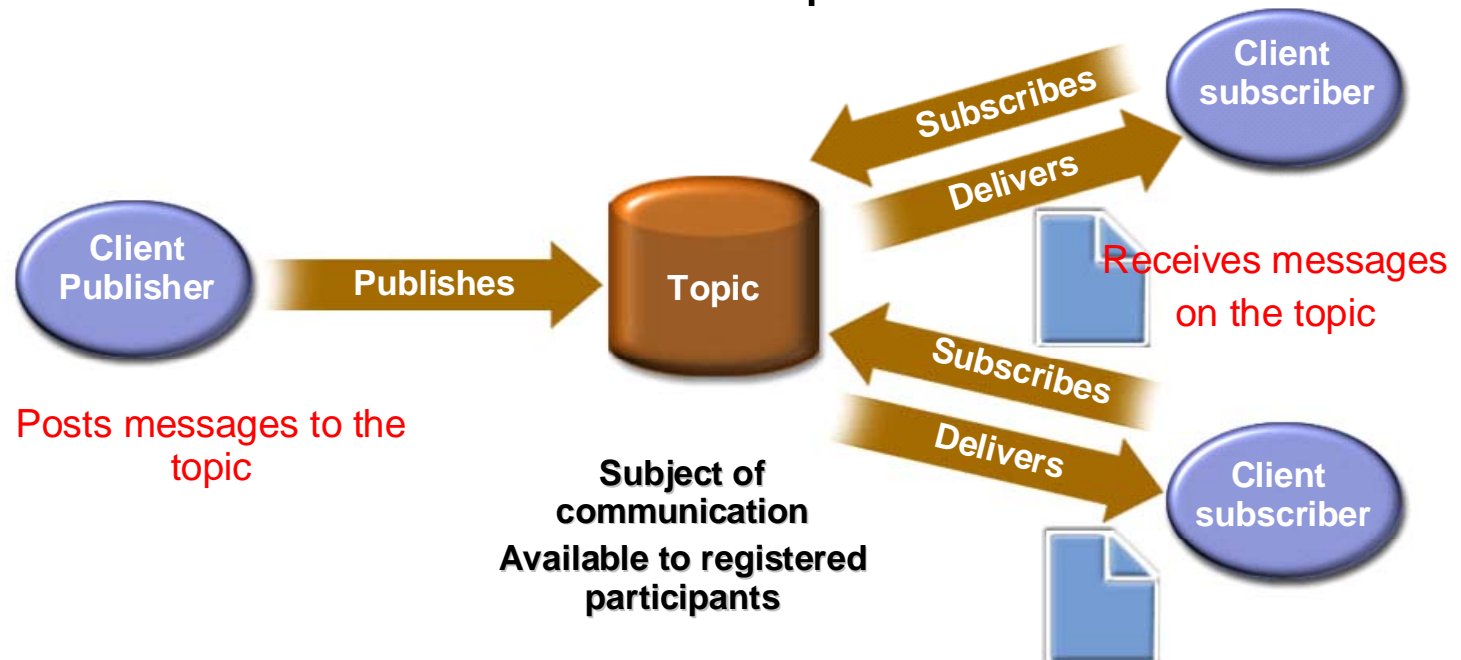 Client
subscriber
Subscribes
Delivers
Client
Publisher
Publishes
Topic
Receives messages
on the topic
Posts messages to the
topic
Subscribes
Delivers
Client
subscriber
Subject of
communication
Available to registered
participants